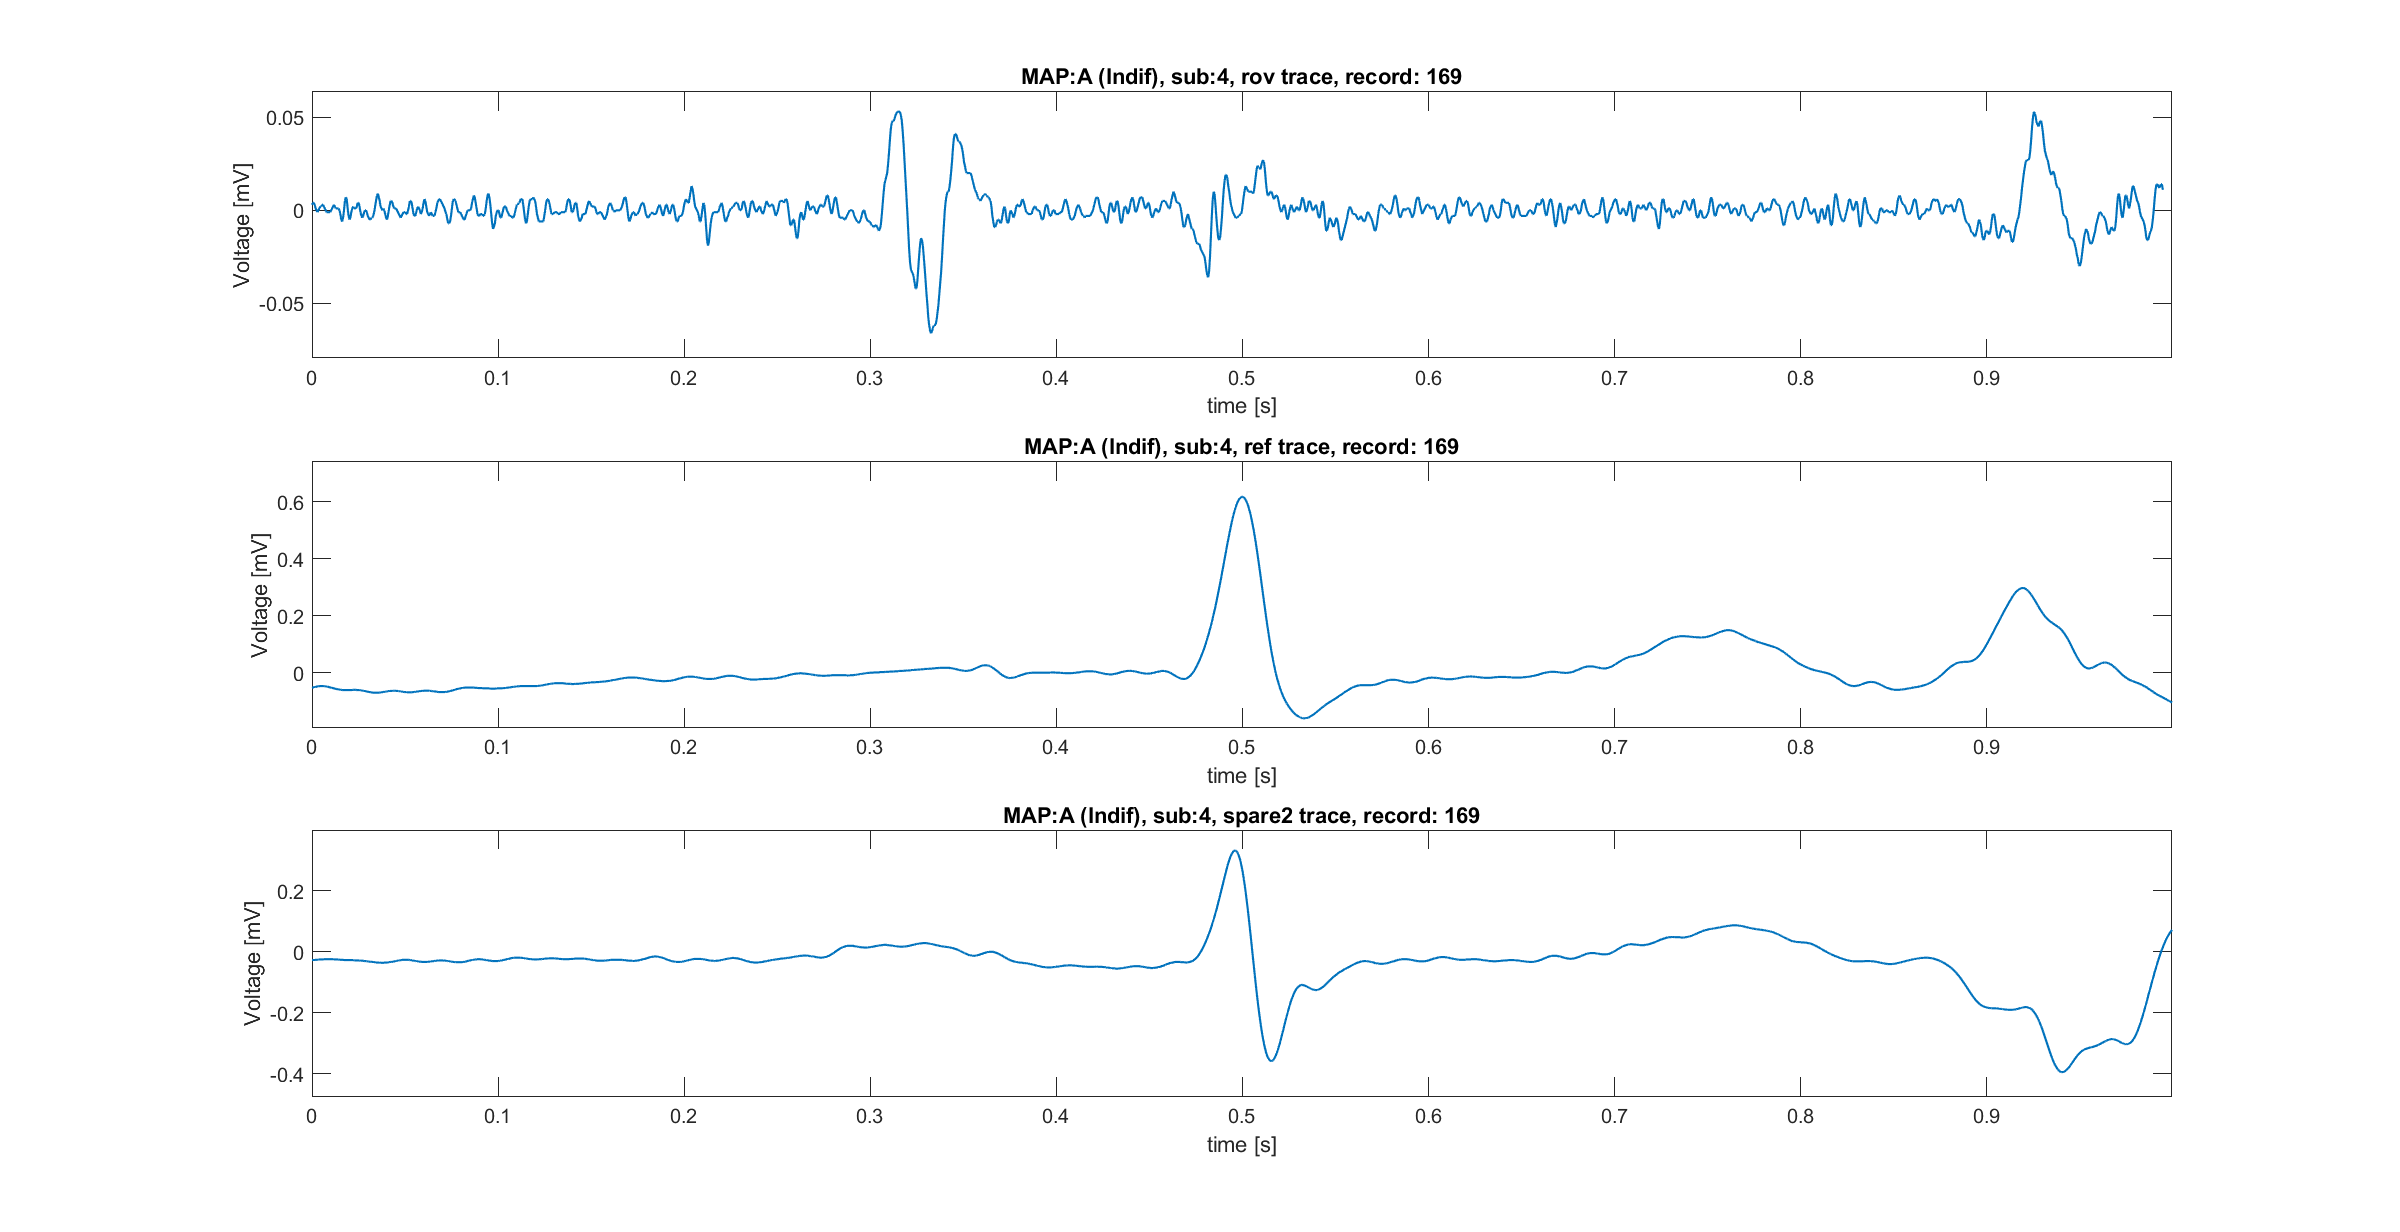 MAP:A (Indif), sub:4, rov trace, record: 169
Voltage [mV]
0.05
0
-0.05
0 0.1 0.2 0.3 0.4 0.5 0.6 0.7 0.8 0.9
time [s]
MAP:A (Indif), sub:4, ref trace, record: 169
Voltage [mV]
0.6
0.4
0.2
0
0 0.1 0.2 0.3 0.4 0.5 0.6 0.7 0.8 0.9
time [s]
MAP:A (Indif), sub:4, spare2 trace, record: 169
Voltage [mV]
0.2
0
-0.2
-0.4
0 0.1 0.2 0.3 0.4 0.5 0.6 0.7 0.8 0.9
time [s]